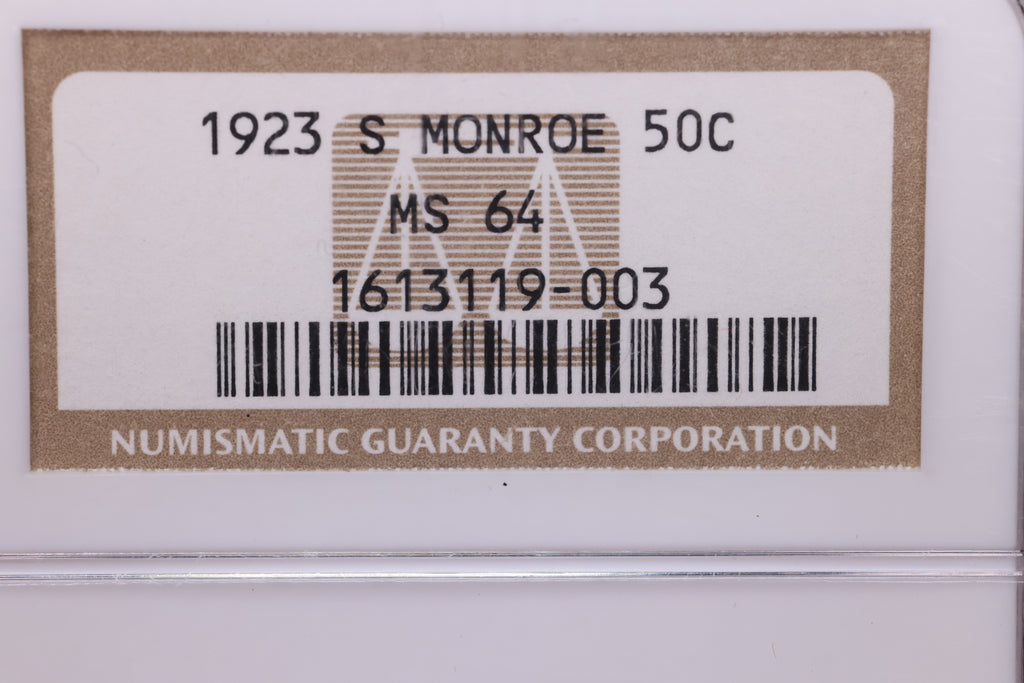 1923 S MONROE 50C
MS 64
1613119-003
NUMISMATIC GUARANTY CORPORATION